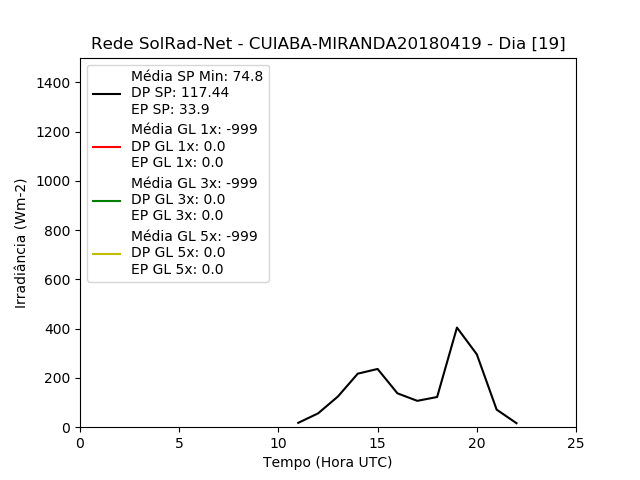 Rede SolRad-Net - CUIABA-MIRANDA20180419 - Dia [19]
Média SP Min: 74.8
DP SP: 117.44
EP SP: 33.9
Média GL 1x: -999
DP GL 1x: 0.0
EP GL 1x: 0.0
Média GL 3x: -999
DP GL 3x: 0.0
EP GL 3x: 0.0
Média GL 5x: -999
DP GL 5x: 0.0
EP GL 5x: 0.0
Irradiância (Wm-2)
1400
1200
1000
800
600
400
200
0
0 5 10 15 20 25
Tempo (Hora UTC)